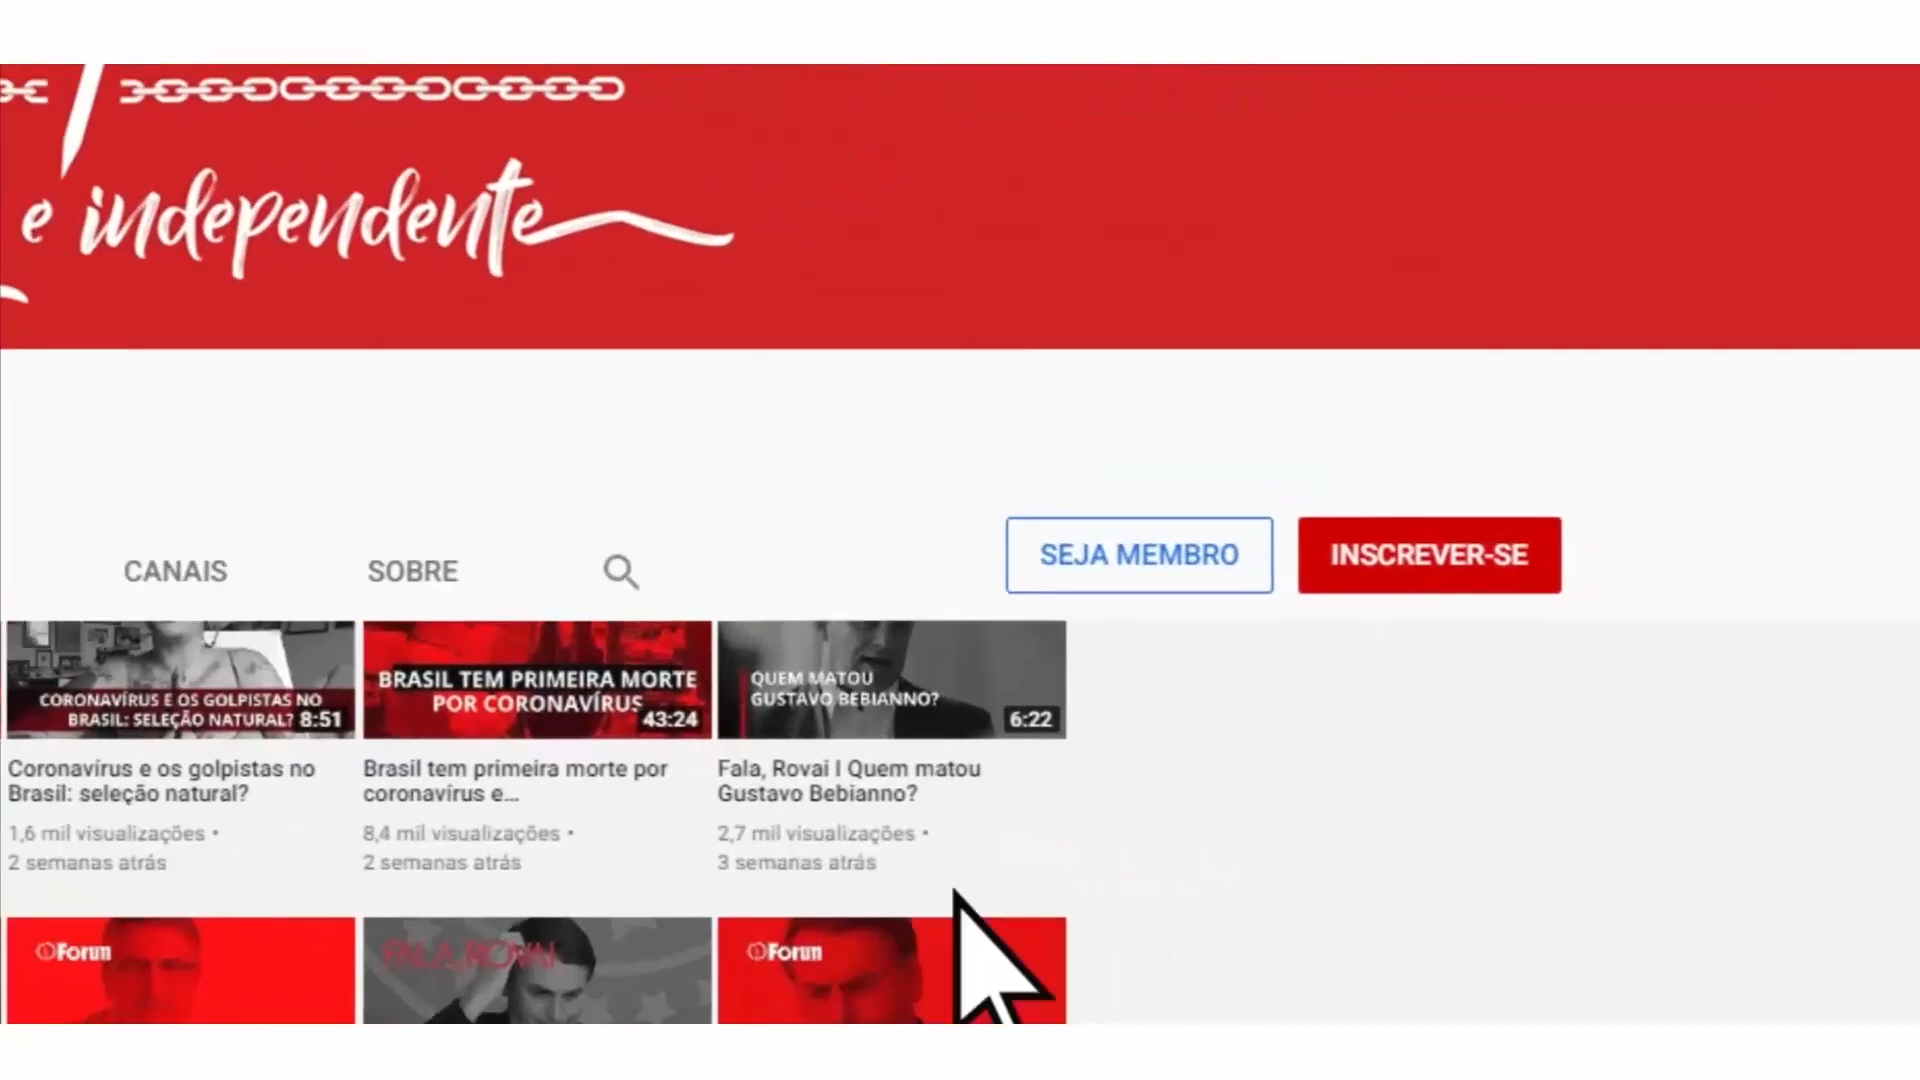 e independente
SEJA MEMBRO
INSCREVER-SE
CANAIS
SOBRE
CORONAVÍRUS E OS GOLPISTAS NO
BRASIL: SELEÇÃO NATURAL?
8:51
BRASIL TEM PRIMEIRA MORTE
POR CORONAVÍRUS
43:24
QUEM MATOU
GUSTAVO BEBIANNO?
6:22
Coronavírus e os golpistas no
Brasil: seleção natural?
1,6 mil visualizações •
2 semanas atrás
Brasil tem primeira morte por
coronavírus e...
8,4 mil visualizações •
2 semanas atrás
Fala, Rovai I Quem matou
Gustavo Bebianno?
2,7 mil visualizações •
3 semanas atrás
Forum
FALA, ROVAI
Forum